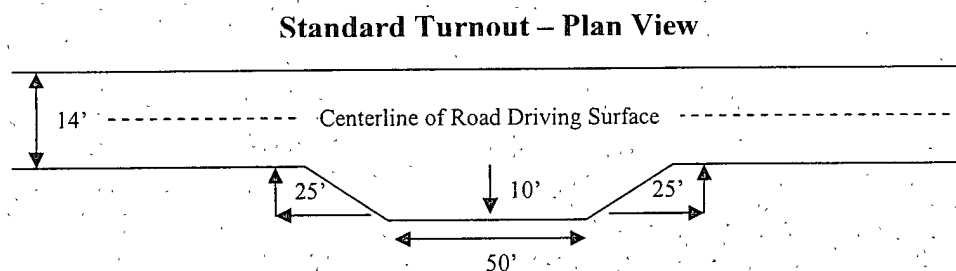 Standard Turnout – Plan View
14'
Centerline of Road Driving Surface
25'
10'
25'
50'